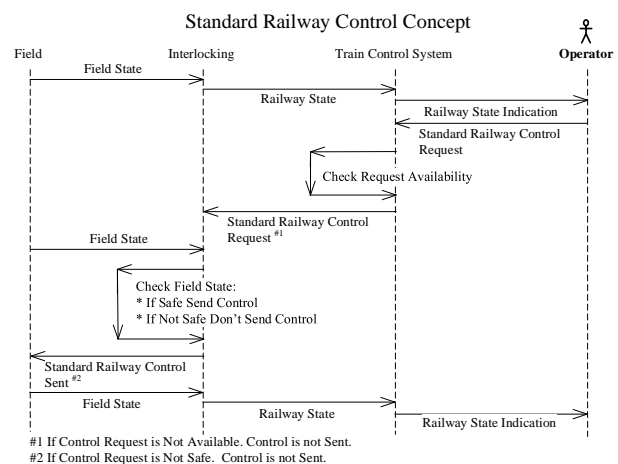 Standard Railway Control Concept
Field
Interlocking
Train Control System
Operator
Field State
Railway State
Railway State Indication
Standard Railway Control
Request
Check Request Availability
Standard Railway Control
Request #1
Field State
Check Field State:
* If Safe Send Control
* If Not Safe Don't Send Control
Standard Railway Control
Sent #2
Field State
Railway State
Railway State Indication
#1 If Control Request is Not Available. Control is not Sent.
#2 If Control Request is Not Safe. Control is not Sent.